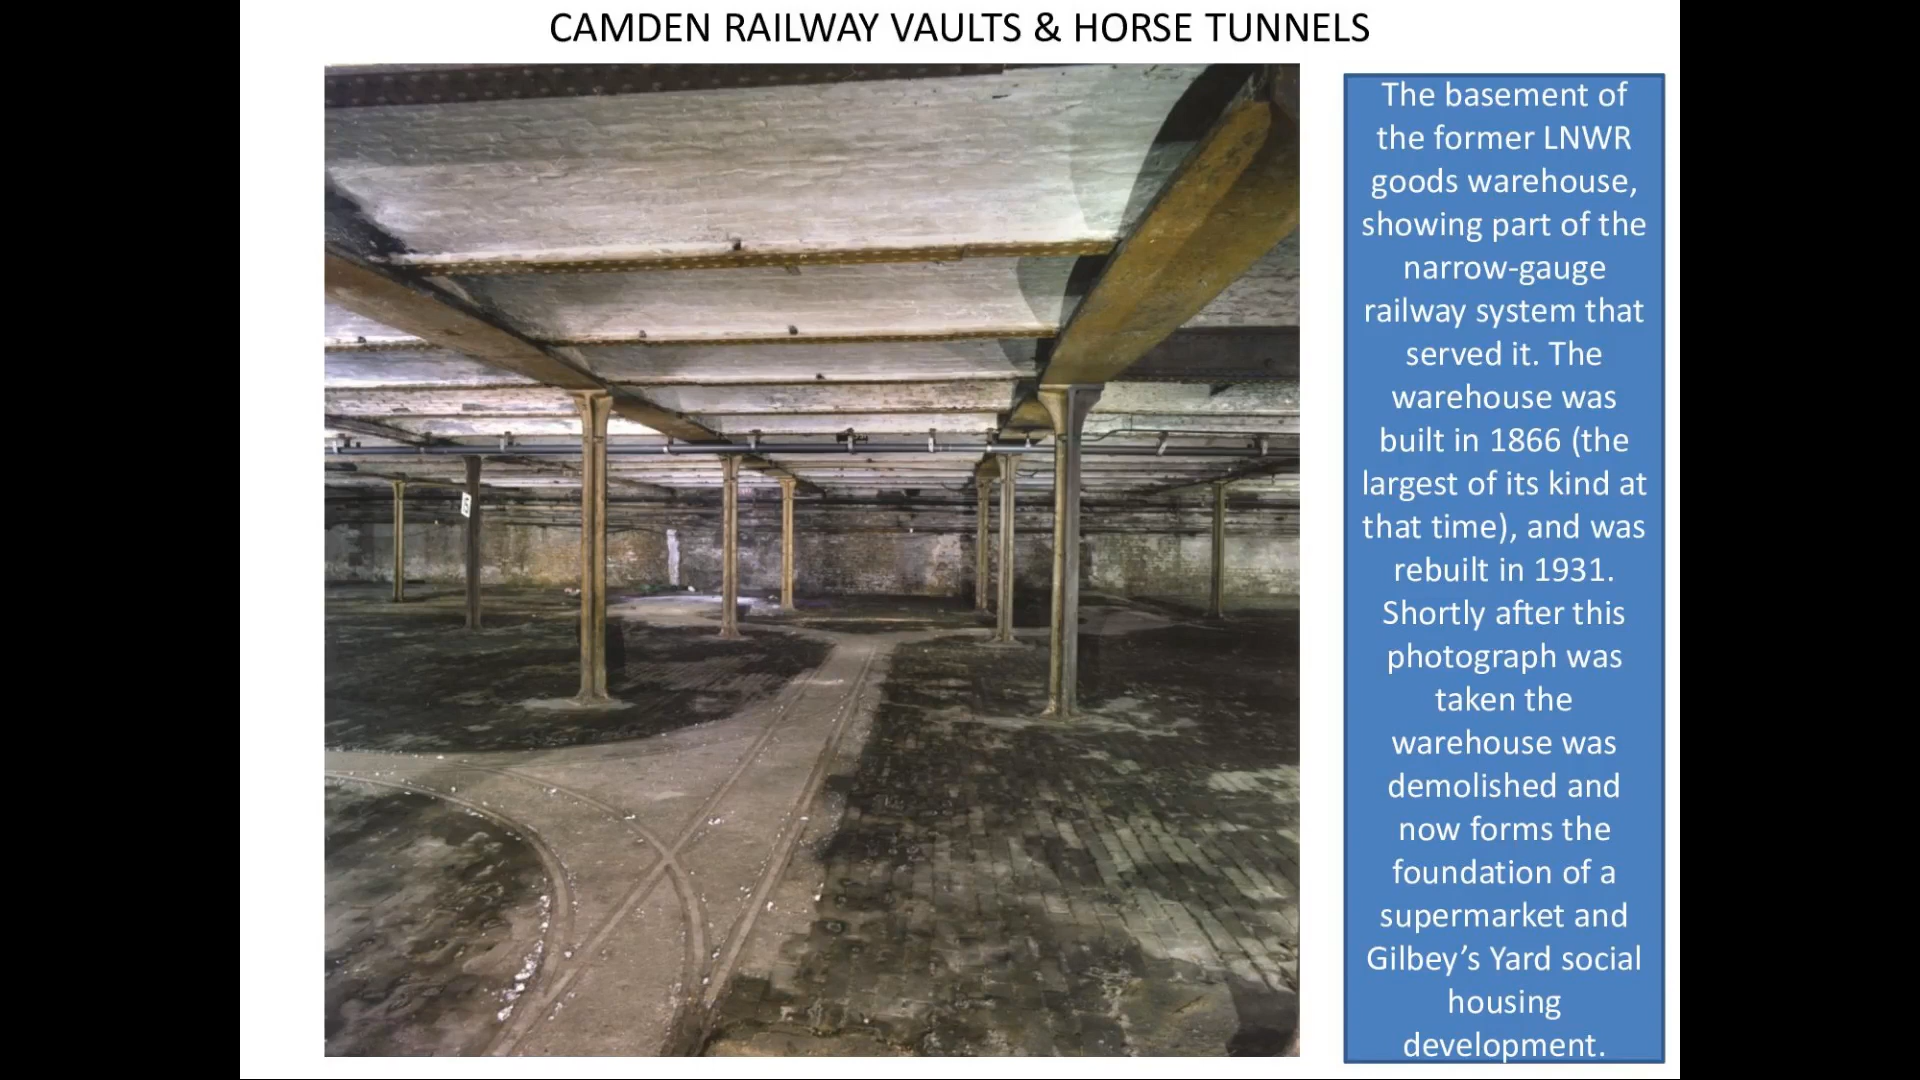 CAMDEN RAILWAY VAULTS & HORSE TUNNELS
The basement of
the former LNWR
goods warehouse,
showing part of the
narrow-gauge
railway system that
served it. The
warehouse was
built in 1866 (the
largest of its kind at
that time), and was
rebuilt in 1931.
Shortly after this
photograph was
taken the
warehouse was
demolished and
now forms the
foundation of a
supermarket and
Gilbey’s Yard social
housing
development.